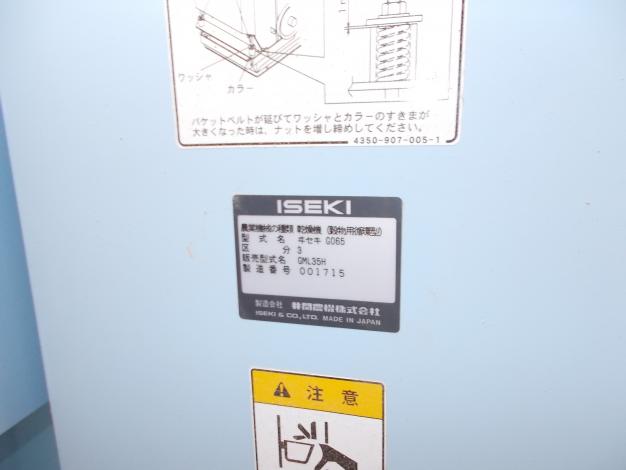 ワッシャ
カラー
バケットベルトが延びてワッシャとカラーのすきまが
大きくなった時は、ナットを増し締めしてください。
4350-907-005-1
ISEKI
農業機械の種類 乾燥機 (穀物用循環型)
型式名 ヰセキ GO65
区分 3
販売型式名 GML35H
製造番号 001715
製造会社 井関農機株式会社
ISEKI & CO., LTD. MADE IN JAPAN
注意